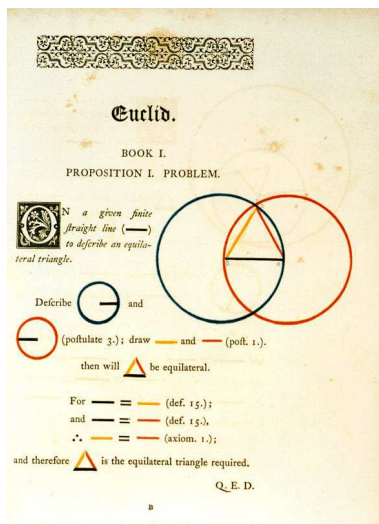 Euclid.
BOOK I.
PROPOSITION I. PROBLEM.
ON a given finite
ſtraight line ( )
to deſcribe an equila-
teral triangle.
Deſcribe and
(poſtulate 3.); draw and (poſt. 1.).
then will be equilateral.
For = (def. 15.);
and = (def. 15.),
∴ = (axiom. 1.);
and therefore is the equilateral triangle required.
Q. E. D.
B